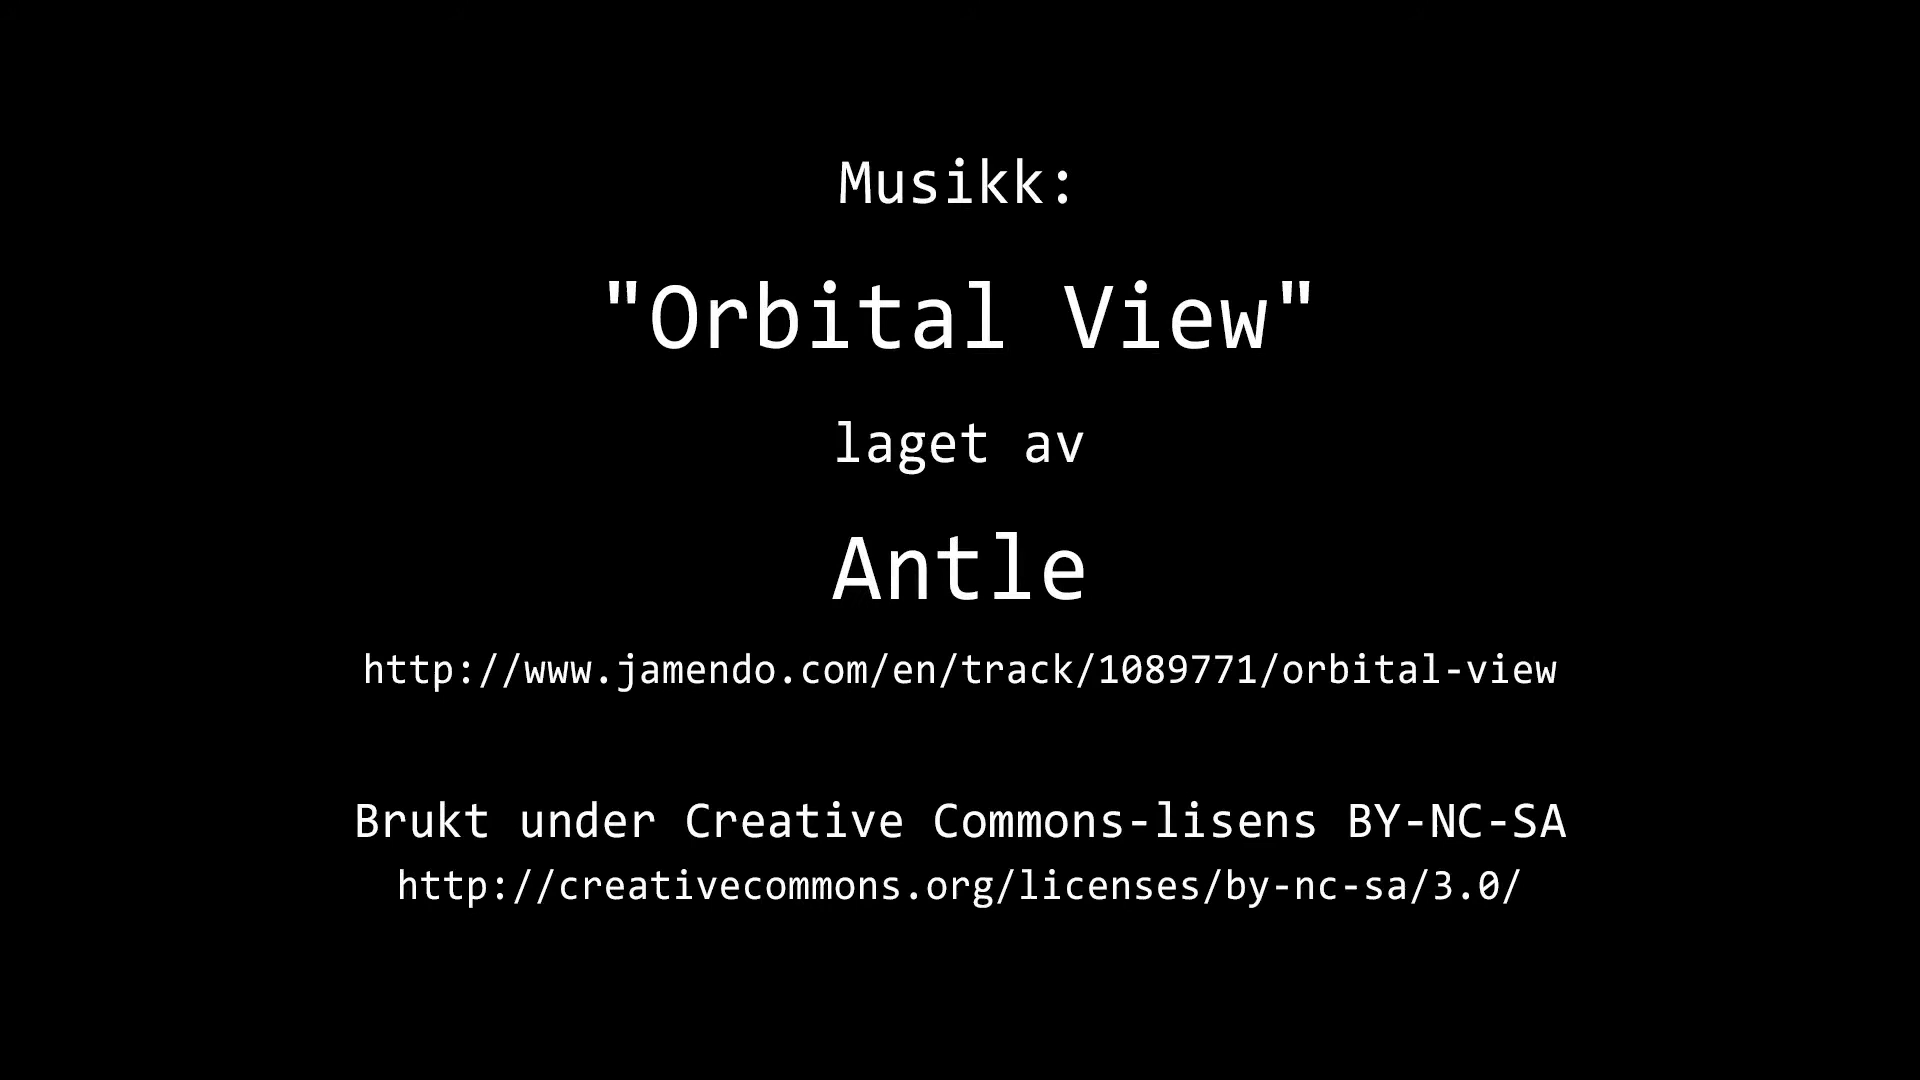 Musikk:
"Orbital View"
laget av
Antle
http://www.jamendo.com/en/track/1089771/orbital-view
Brukt under Creative Commons-lisens BY-NC-SA
http://creativecommons.org/licenses/by-nc-sa/3.0/